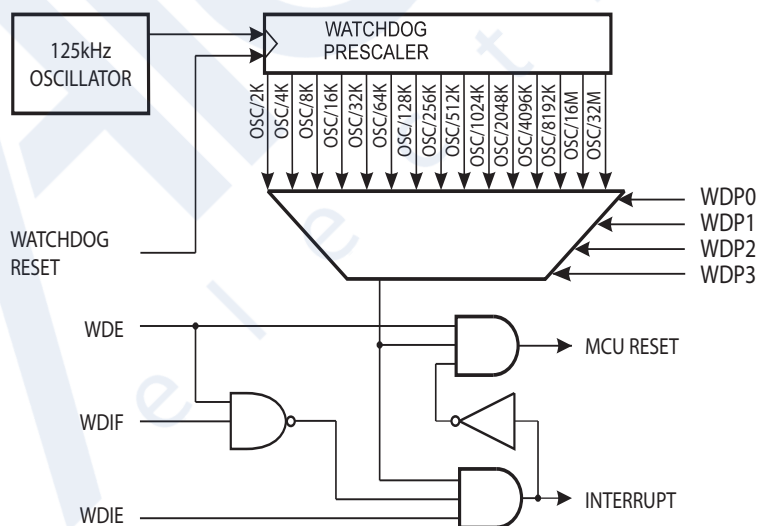 125kHz
OSCILLATOR
WATCHDOG
PRESCALER
OSC/2K
OSC/4K
OSC/8K
OSC/16K
OSC/32K
OSC/64K
OSC/128K
OSC/256K
OSC/512K
OSC/1024K
OSC/2048K
OSC/4096K
OSC/8192K
OSC/16M
OSC/32M
WDP0
WDP1
WDP2
WDP3
WATCHDOG
RESET
WDE
MCU RESET
WDIF
INTERRUPT
WDIE